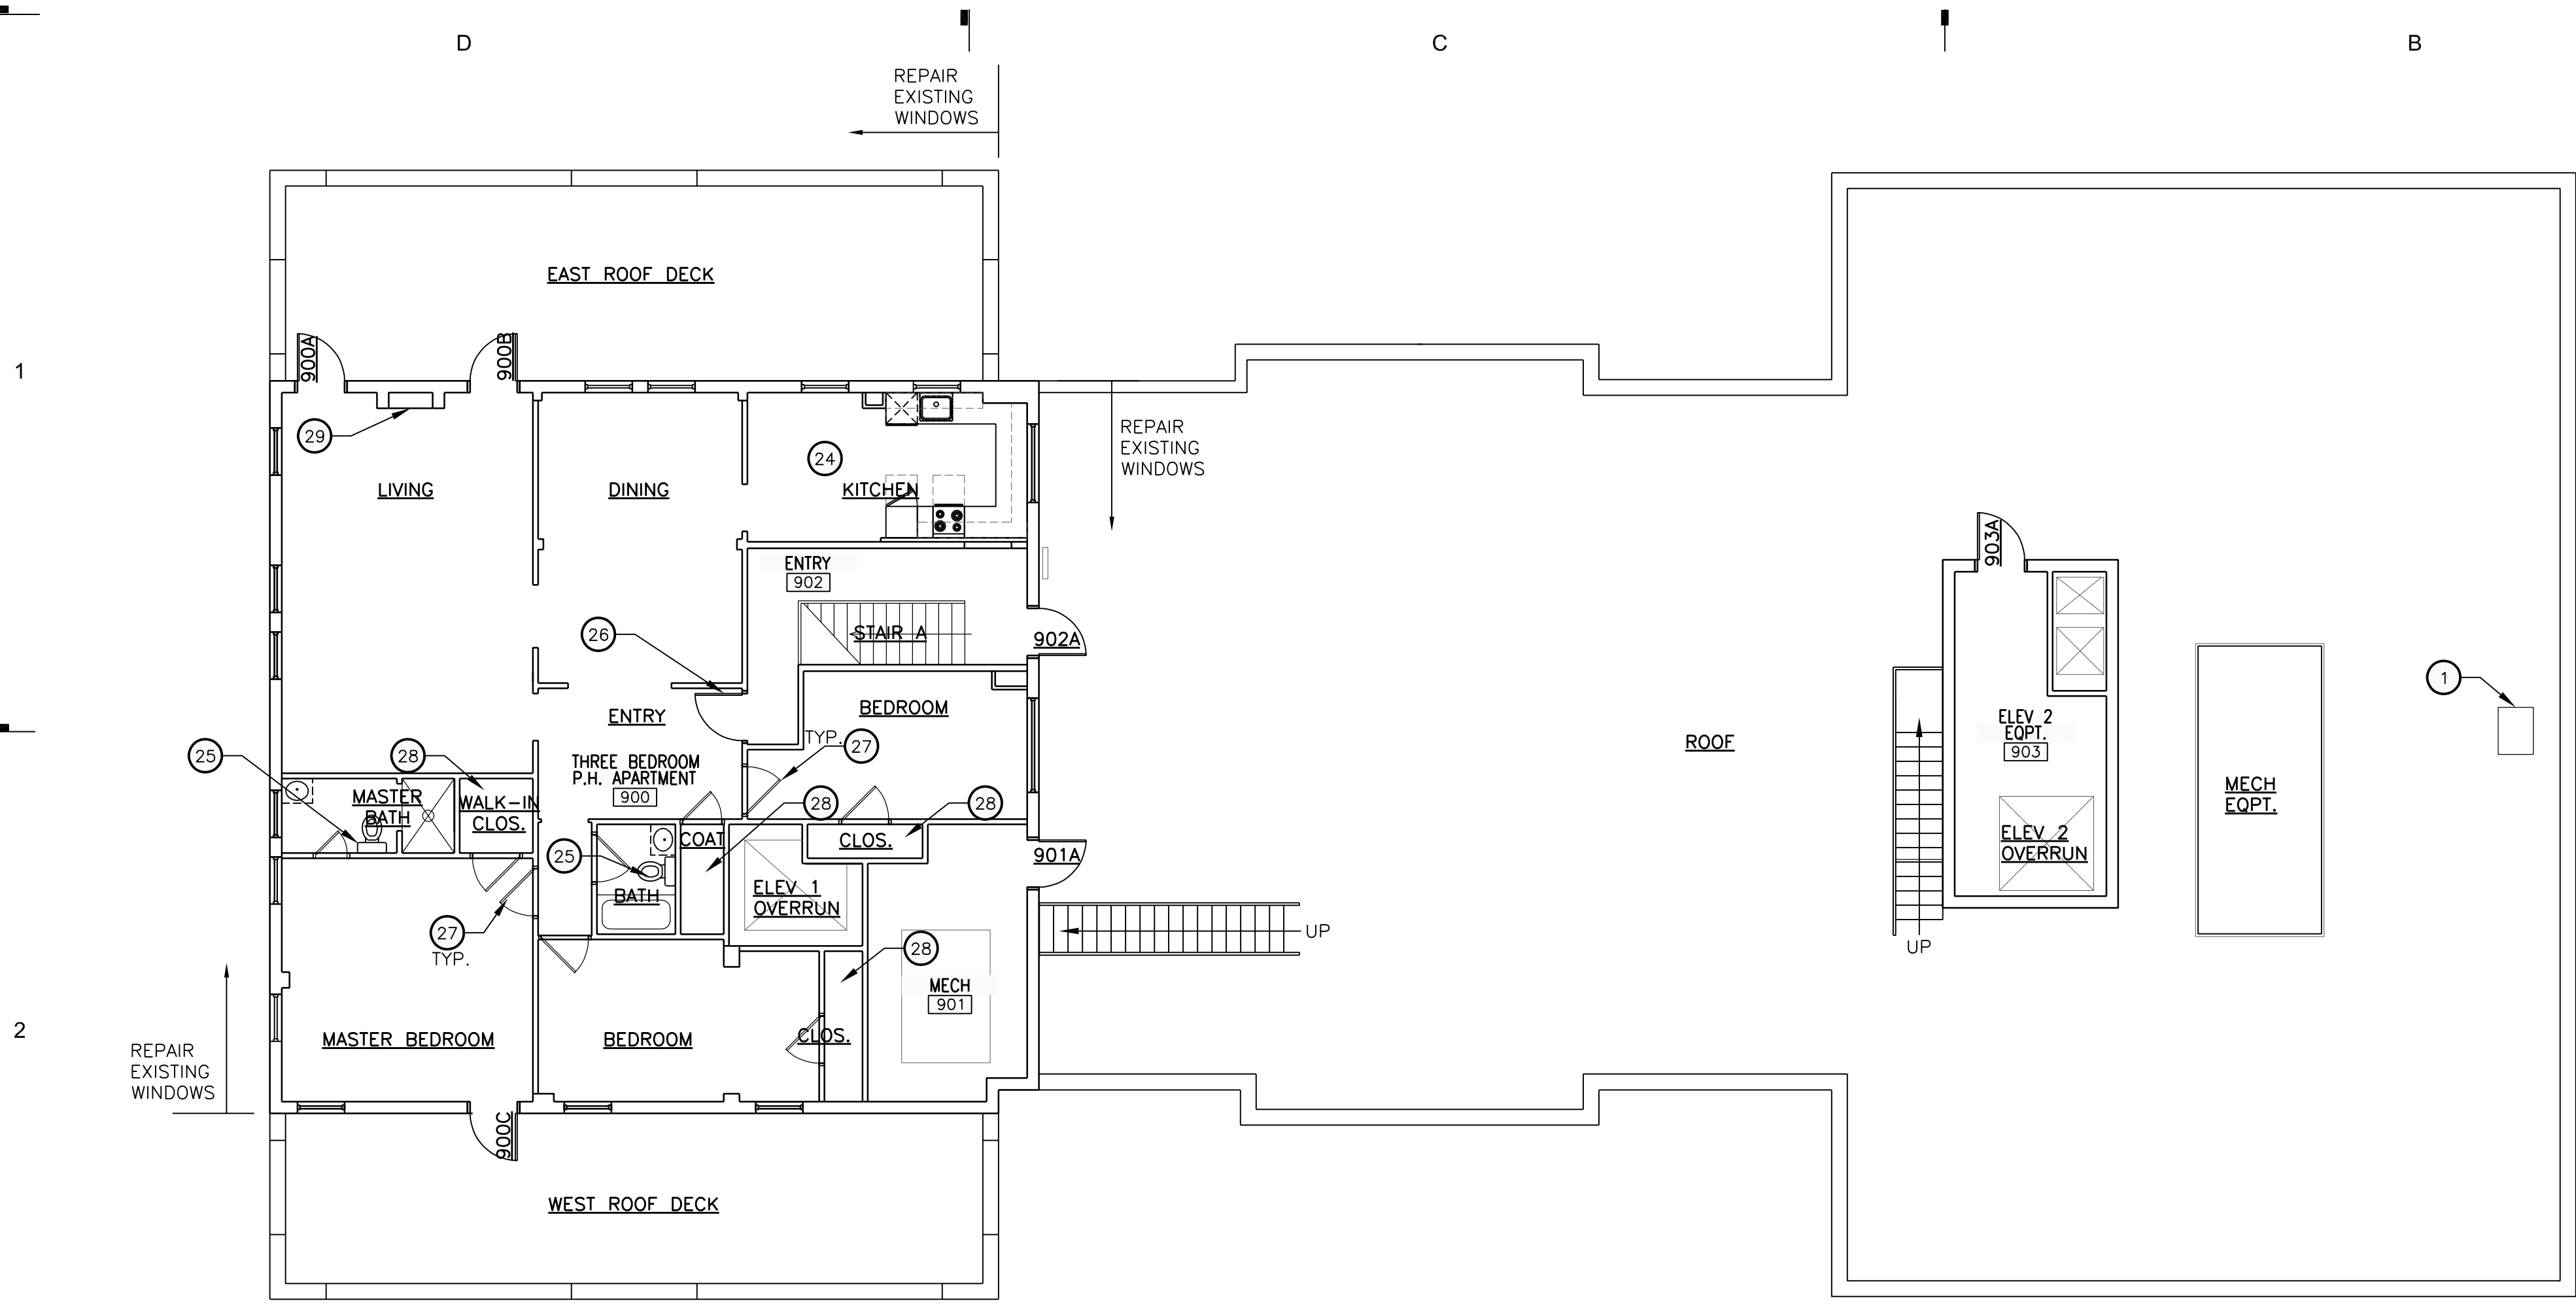 D
C
B
REPAIR
EXISTING
WINDOWS
EAST ROOF DECK
900A
900B
1
29
24
REPAIR
EXISTING
WINDOWS
LIVING
DINING
KITCHEN
903A
ENTRY
902
26
STAIR A
902A
1
BEDROOM
ENTRY
ELEV 2
EQPT.
903
ROOF
TYP.
27
25
28
THREE BEDROOM
P.H. APARTMENT
900
MECH
EQPT.
MASTER
BATH
WALK-IN
CLOS.
28
28
COAT
CLOS.
ELEV 2
OVERRUN
25
901A
BATH
ELEV 1
OVERRUN
27
TYP.
UP
UP
28
MECH
901
2
MASTER BEDROOM
BEDROOM
CLOS.
REPAIR
EXISTING
WINDOWS
900C
WEST ROOF DECK